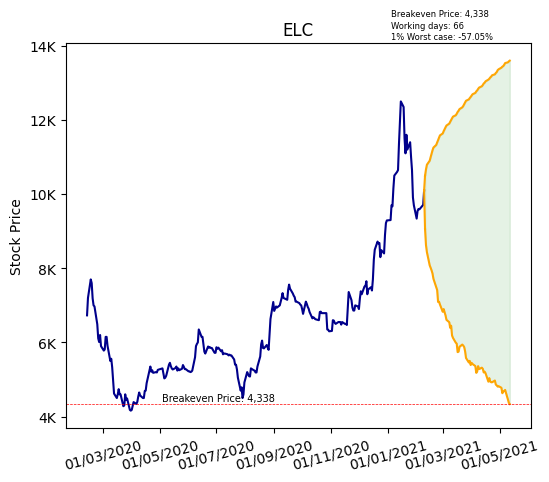 Breakeven Price: 4,338
Working days: 66
1% Worst case: -57.05%
ELC
14K
12K
10K
8K
6K
4K
Stock Price
Breakeven Price: 4,338
01/03/2020 01/05/2020 01/07/2020 01/09/2020 01/11/2020 01/01/2021 01/03/2021 01/05/2021